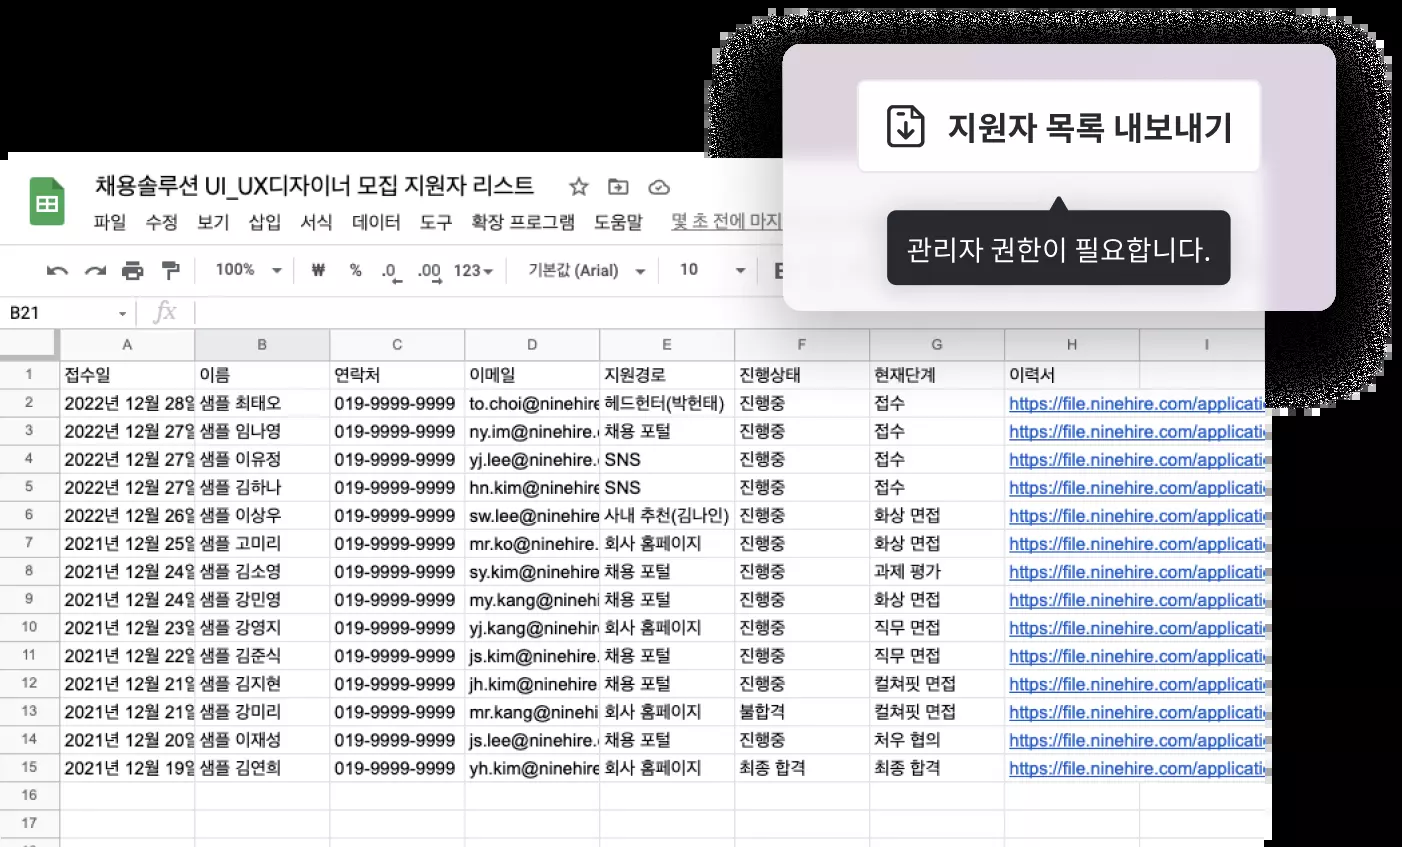 지원자 목록 내보내기
관리자 권한이 필요합니다.
채용솔루션 UI_UX디자이너 모집 지원자 리스트
파일 수정 보기 삽입 서식 데이터 도구 확장 프로그램 도움말 몇 초 전에 마지
100% ₩ % .0 .00 123 기본값 (Arial) 10 B
B21 fx
A B C D E F G H I
1 접수일 이름 연락처 이메일 지원경로 진행상태 현재단계 이력서
2 2022년 12월 28일 샘플 최태오 019-9999-9999 to.choi@ninehire 헤드헌터(박헌태) 진행중 접수 https://file.ninehire.com/applicati
3 2022년 12월 27일 샘플 임나영 019-9999-9999 ny.im@ninehire. 채용 포털 진행중 접수 https://file.ninehire.com/applicati
4 2022년 12월 27일 샘플 이유정 019-9999-9999 yj.lee@ninehire. SNS 진행중 접수 https://file.ninehire.com/applicati
5 2022년 12월 27일 샘플 김하나 019-9999-9999 hn.kim@ninehire SNS 진행중 접수 https://file.ninehire.com/applicati
6 2022년 12월 26일 샘플 이상우 019-9999-9999 sw.lee@ninehire 사내 추천(김나인) 진행중 화상 면접 https://file.ninehire.com/applicati
7 2021년 12월 25일 샘플 고미리 019-9999-9999 mr.ko@ninehire. 회사 홈페이지 진행중 화상 면접 https://file.ninehire.com/applicati
8 2021년 12월 24일 샘플 김소영 019-9999-9999 sy.kim@ninehire 채용 포털 진행중 과제 평가 https://file.ninehire.com/applicati
9 2021년 12월 24일 샘플 강민영 019-9999-9999 my.kang@ninehi 채용 포털 진행중 화상 면접 https://file.ninehire.com/applicati
10 2021년 12월 23일 샘플 강영지 019-9999-9999 yj.kang@ninehir 회사 홈페이지 진행중 직무 면접 https://file.ninehire.com/applicati
11 2021년 12월 22일 샘플 김준식 019-9999-9999 js.kim@ninehire. 채용 포털 진행중 직무 면접 https://file.ninehire.com/applicati
12 2021년 12월 21일 샘플 김지현 019-9999-9999 jh.kim@ninehire 채용 포털 진행중 컬쳐핏 면접 https://file.ninehire.com/applicati
13 2021년 12월 21일 샘플 강미리 019-9999-9999 mr.kang@ninehi 회사 홈페이지 불합격 컬쳐핏 면접 https://file.ninehire.com/applicati
14 2021년 12월 20일 샘플 이재성 019-9999-9999 js.lee@ninehire. 채용 포털 진행중 처우 협의 https://file.ninehire.com/applicati
15 2021년 12월 19일 샘플 김연희 019-9999-9999 yh.kim@ninehire 회사 홈페이지 최종 합격 최종 합격 https://file.ninehire.com/applicati
16
17